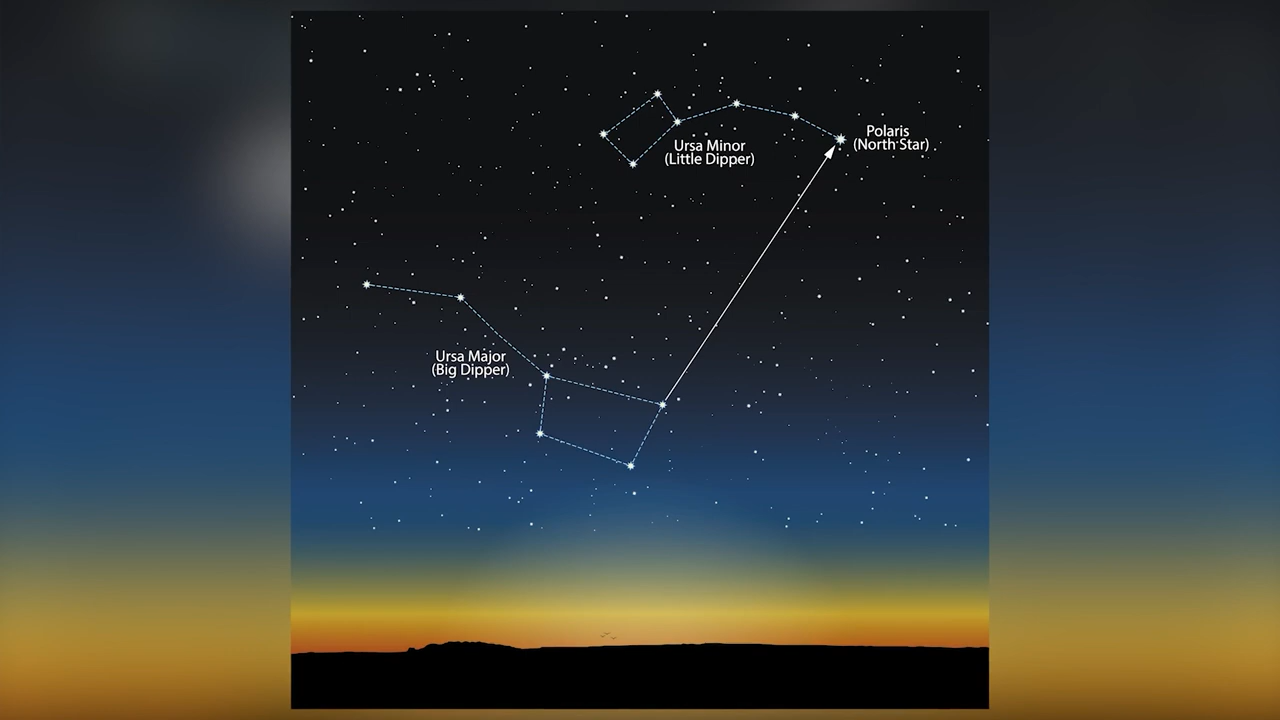 Polaris
(North Star)
Ursa Minor
(Little Dipper)
Ursa Major
(Big Dipper)